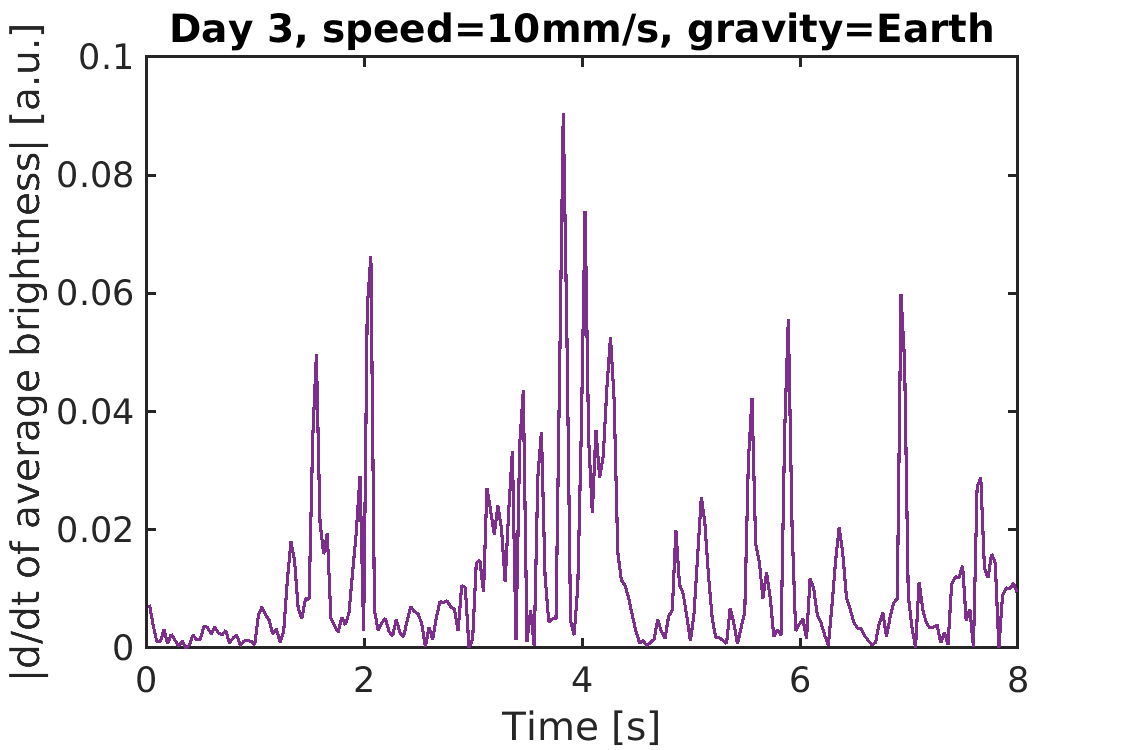 Day 3, speed=10mm/s, gravity=Earth
|d/dt of average brightness| [a.u.]
0.1
0.08
0.06
0.04
0.02
0
0 2 4 6 8
Time [s]